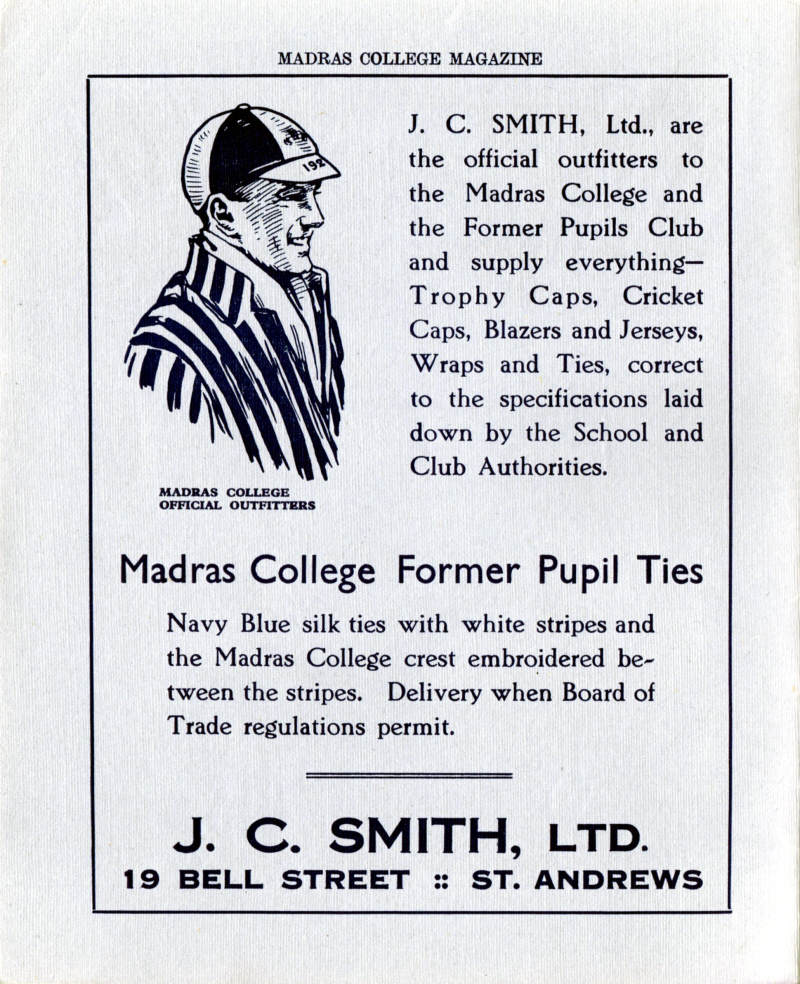 MADRAS COLLEGE MAGAZINE
192
MADRAS COLLEGE
OFFICIAL OUTFITTERS
J. C. SMITH, Ltd., are
the official outfitters to
the Madras College and
the Former Pupils Club
and supply everything—
Trophy Caps, Cricket
Caps, Blazers and Jerseys,
Wraps and Ties, correct
to the specifications laid
down by the School and
Club Authorities.
Madras College Former Pupil Ties
Navy Blue silk ties with white stripes and
the Madras College crest embroidered be-
tween the stripes. Delivery when Board of
Trade regulations permit.
J. C. SMITH, LTD.
19 BELL STREET :: ST. ANDREWS